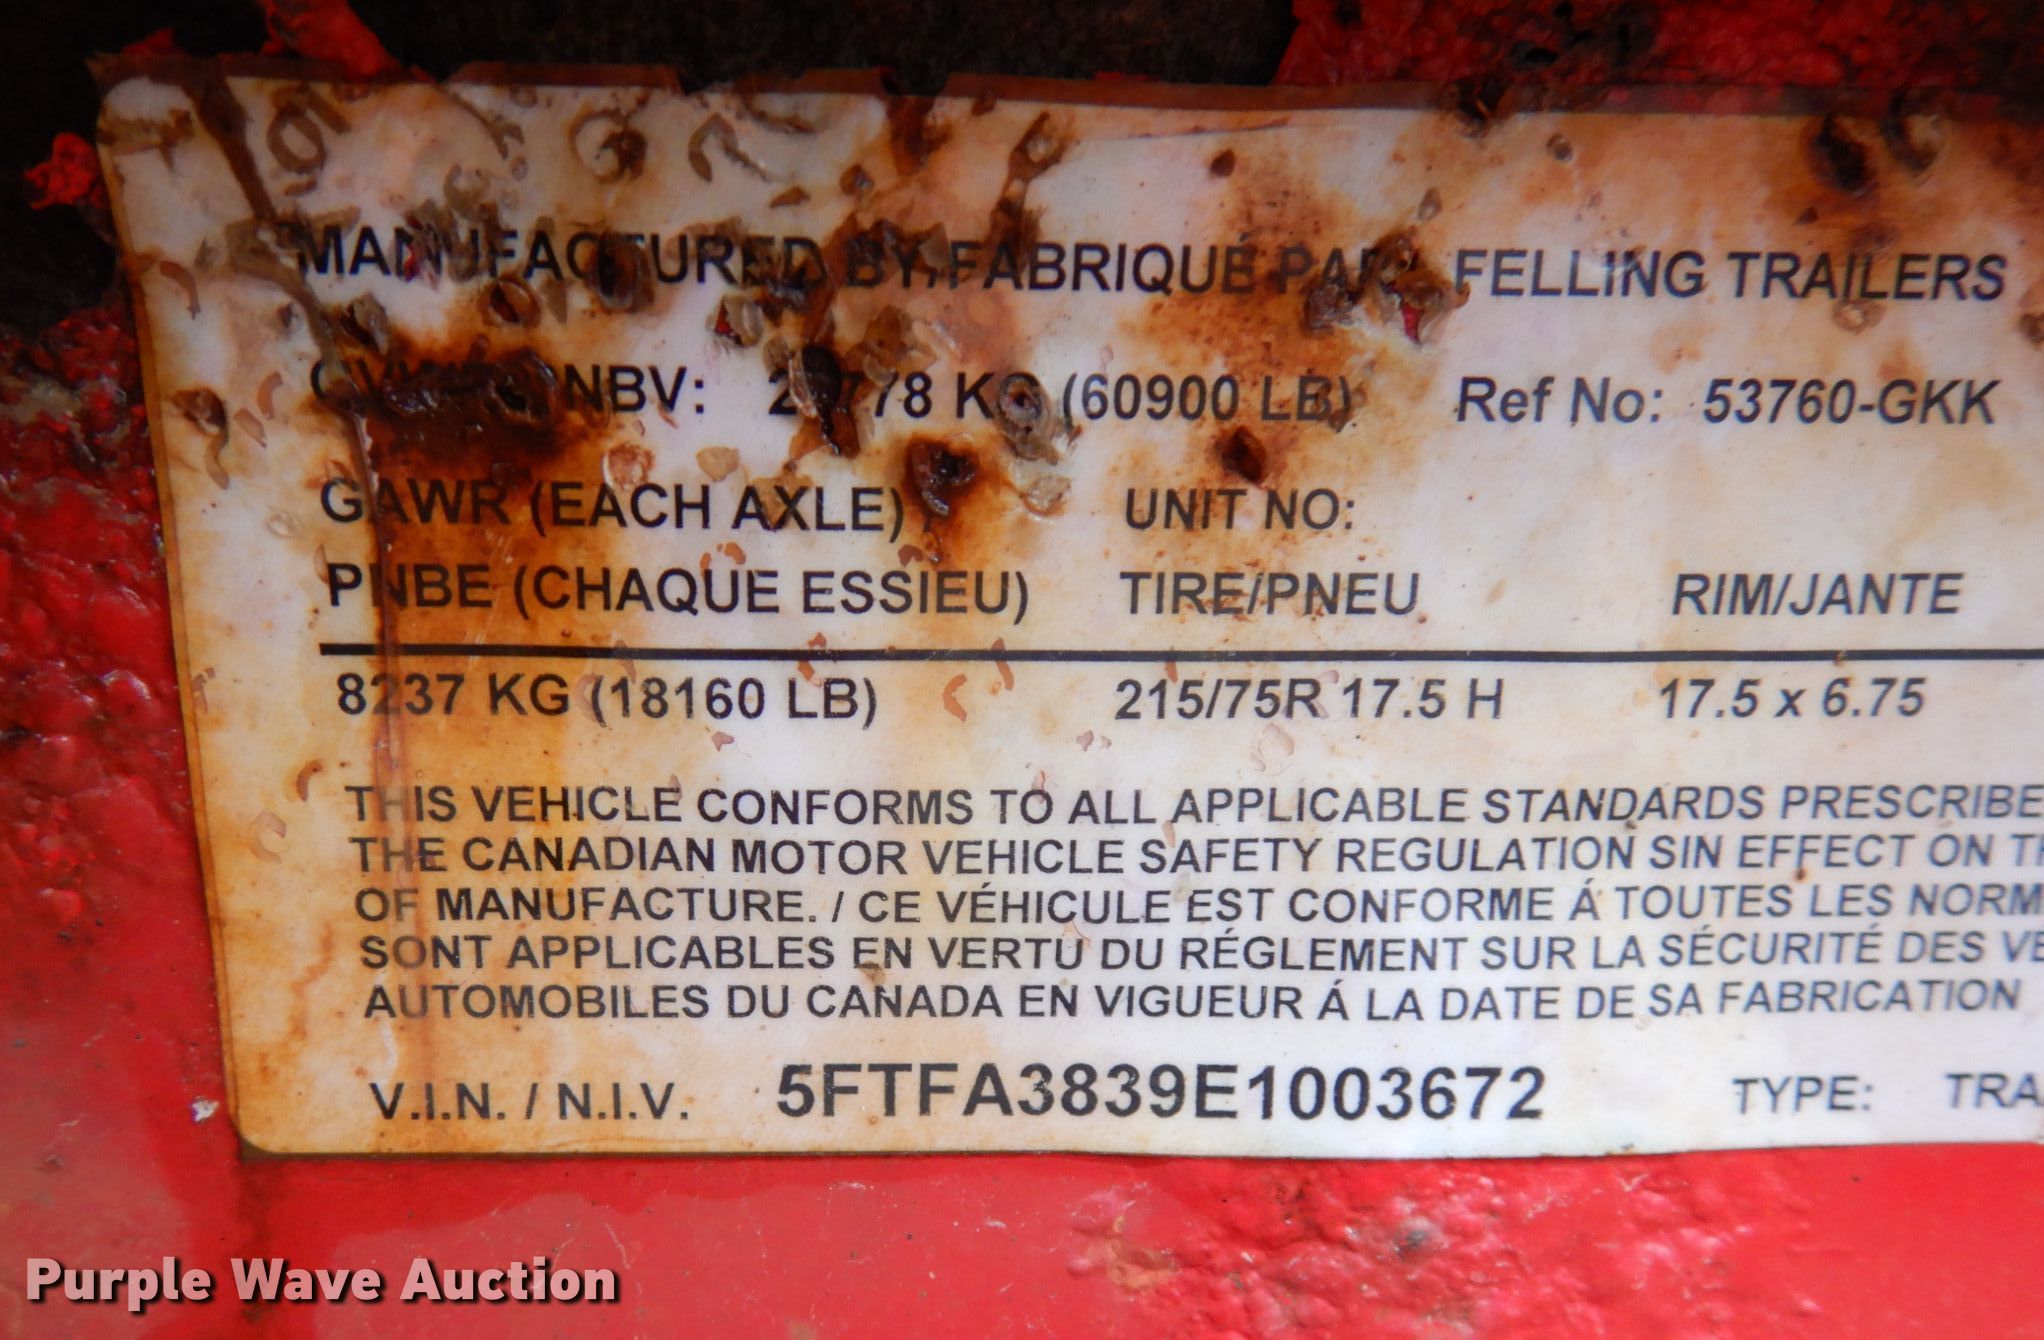 MANUFACTURED BY/FABRIQUÉ PAR FELLING TRAILERS
NBV: KG (60900 LB) Ref No: 53760-GKK
GAWR (EACH AXLE) / UNIT NO:
PNBE (CHAQUE ESSIEU) TIRE/PNEU RIM/JANTE
8237 KG (18160 LB) 215/75R 17.5 H 17.5 x 6.75
THIS VEHICLE CONFORMS TO ALL APPLICABLE STANDARDS PRESCRIBE
THE CANADIAN MOTOR VEHICLE SAFETY REGULATION SIN EFFECT ON TH
OF MANUFACTURE. / CE VÉHICULE EST CONFORME Á TOUTES LES NORM
SONT APPLICABLES EN VERTU DU RÉGLEMENT SUR LA SÉCURITÉ DES VE
AUTOMOBILES DU CANADA EN VIGUEUR Á LA DATE DE SA FABRICATION
V.I.N. / N.I.V. 5FTFA3839E1003672 TYPE: TRA
Purple Wave Auction